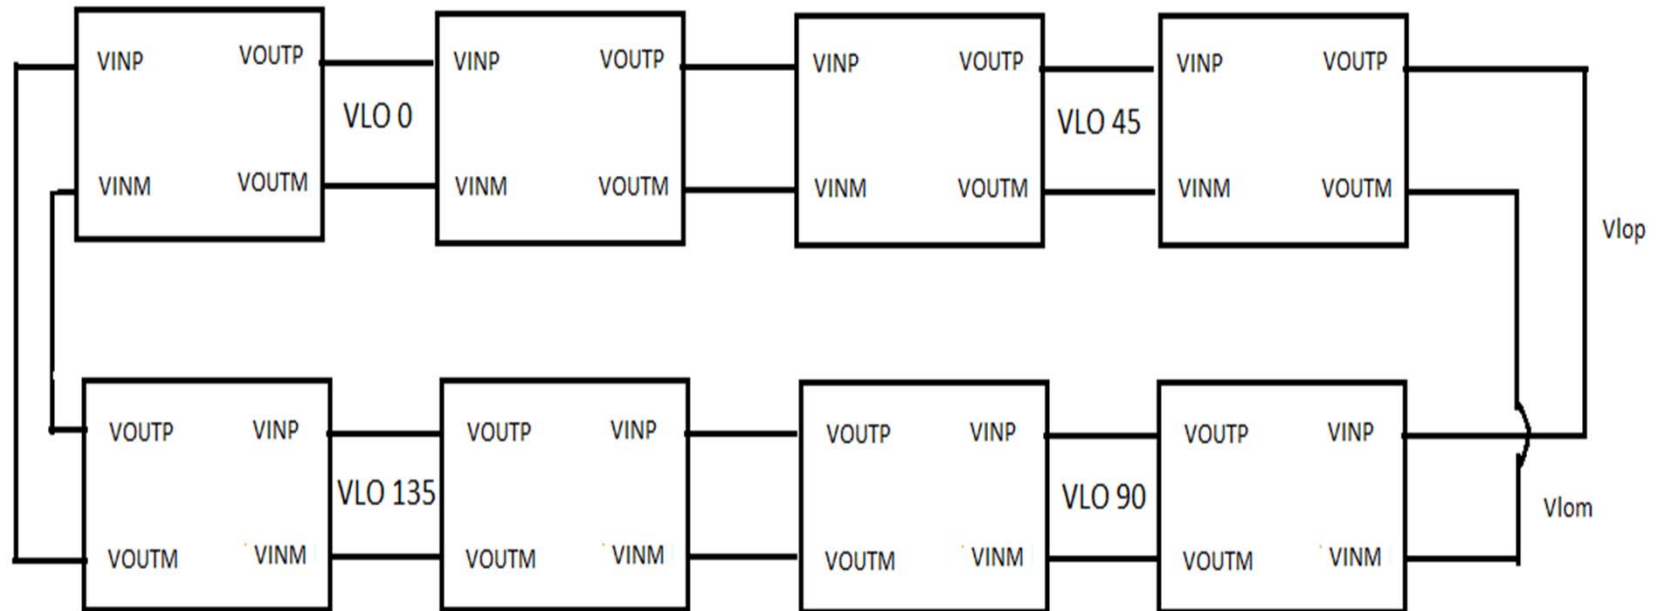 VINP VOUTP VINP VOUTP VINP VOUTP VINP VOUTP
VLO 0 VLO 45
VINM VOUTM VINM VOUTM VINM VOUTM VINM VOUTM
Vlop
VOUTP VINP VOUTP VINP VOUTP VINP VOUTP VINP
VLO 135 VLO 90
Vlom
VOUTM VINM VOUTM VINM VOUTM VINM VOUTM VINM